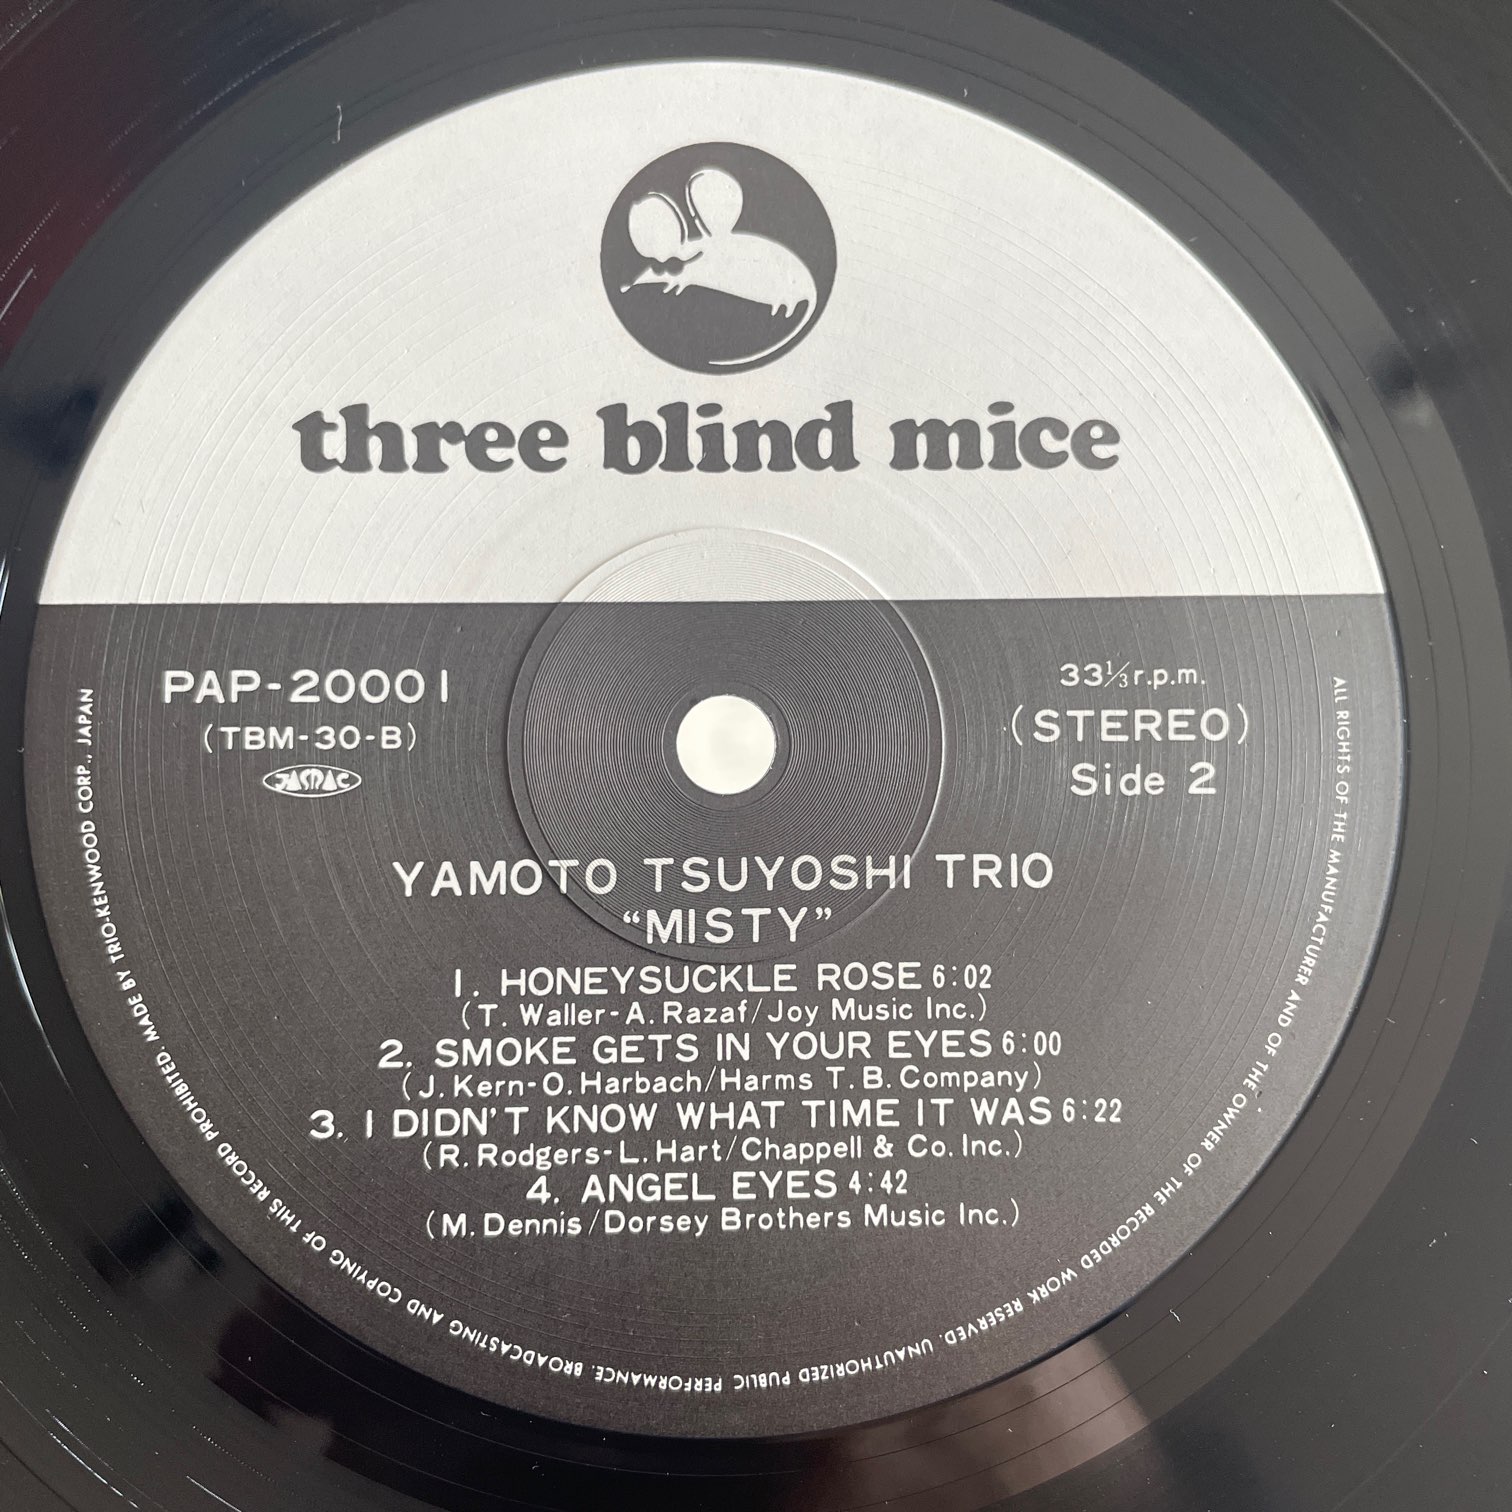 three blind mice
PAP-20001
(TBM-30-B)
JASRAC
33⅓r.p.m.
(STEREO)
Side 2
YAMOTO TSUYOSHI TRIO
“MISTY”
1. HONEYSUCKLE ROSE 6:02
(T. Waller-A. Razaf/Joy Music Inc.)
2. SMOKE GETS IN YOUR EYES 6:00
(J. Kern-O. Harbach/Harms T. B. Company)
3. I DIDN'T KNOW WHAT TIME IT WAS 6:22
(R. Rodgers-L. Hart/Chappell & Co. Inc.)
4. ANGEL EYES 4:42
(M. Dennis/Dorsey Brothers Music Inc.)
ALL RIGHTS OF THE MANUFACTURER AND OF THE OWNER OF THE RECORDED WORK RESERVED. UNAUTHORIZED PUBLIC PERFORMANCE. BROADCASTING AND COPYING OF THIS RECORD PROHIBITED. MADE BY TRIO-KENWOOD CORP., JAPAN